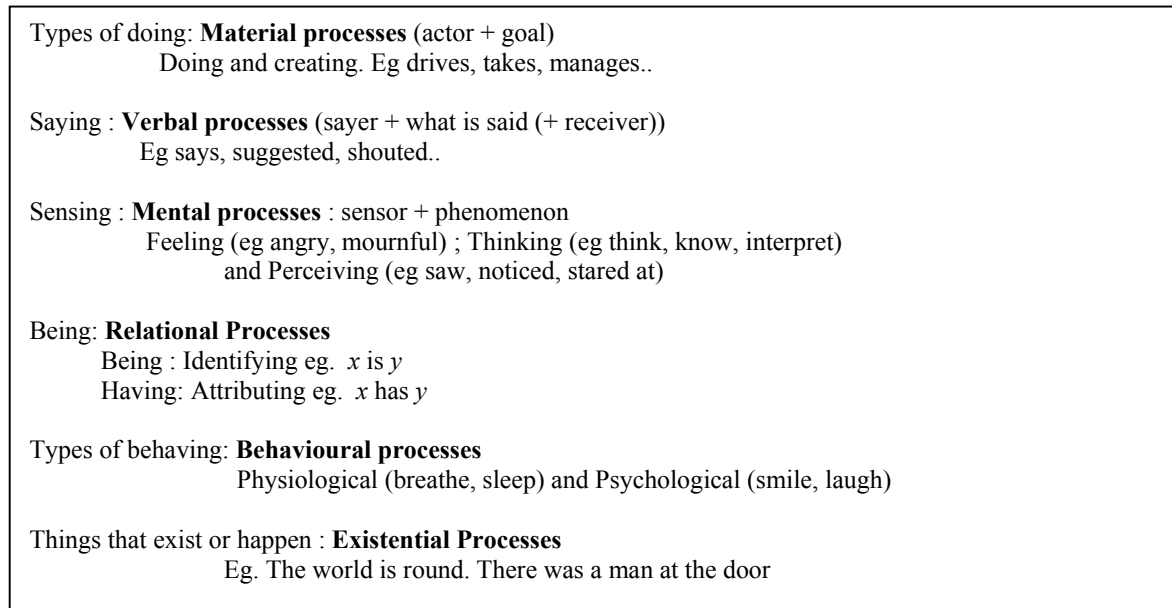 Types of doing: Material processes (actor + goal)
Doing and creating. Eg drives, takes, manages..
Saying : Verbal processes (sayer + what is said (+ receiver))
Eg says, suggested, shouted..
Sensing : Mental processes : sensor + phenomenon
Feeling (eg angry, mournful) ; Thinking (eg think, know, interpret)
and Perceiving (eg saw, noticed, stared at)
Being: Relational Processes
Being : Identifying eg. x is y
Having: Attributing eg. x has y
Types of behaving: Behavioural processes
Physiological (breathe, sleep) and Psychological (smile, laugh)
Things that exist or happen : Existential Processes
Eg. The world is round. There was a man at the door